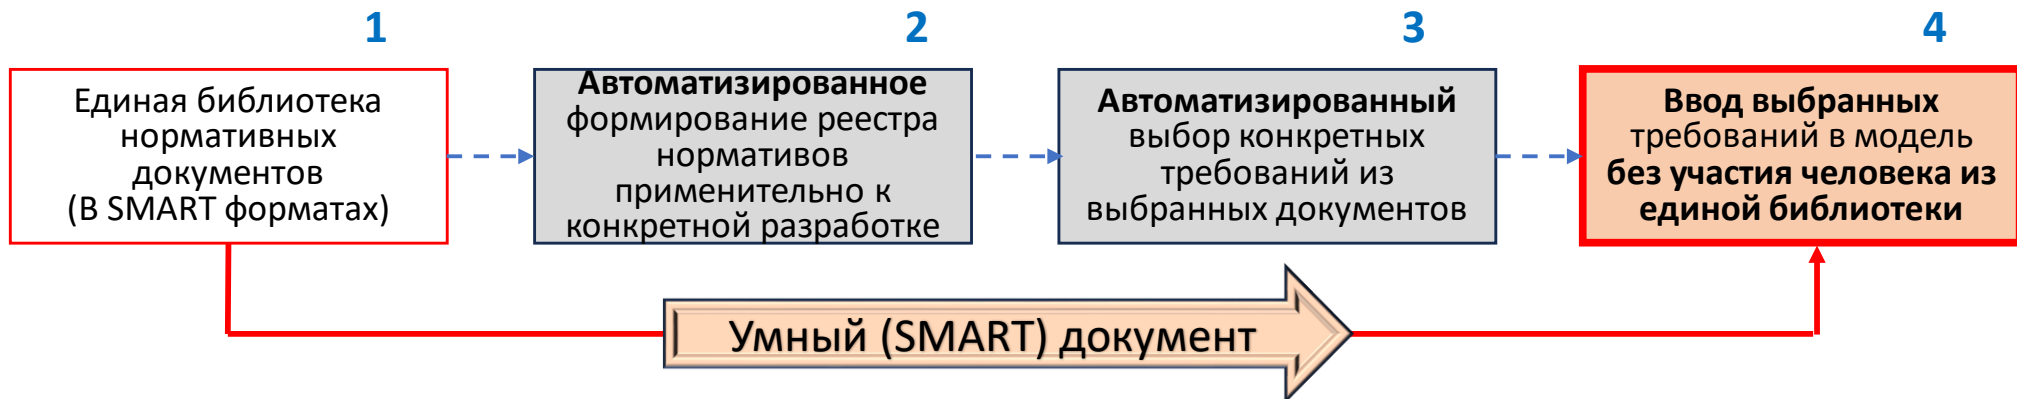 1
2
3
4
Единая библиотека
нормативных
документов
(В SMART форматах)
Автоматизированное
формирование реестра
нормативов
применительно к
конкретной разработке
Автоматизированный
выбор конкретных
требований из
выбранных документов
Ввод выбранных
требований в модель
без участия человека из
единой библиотеки
Умный (SMART) документ